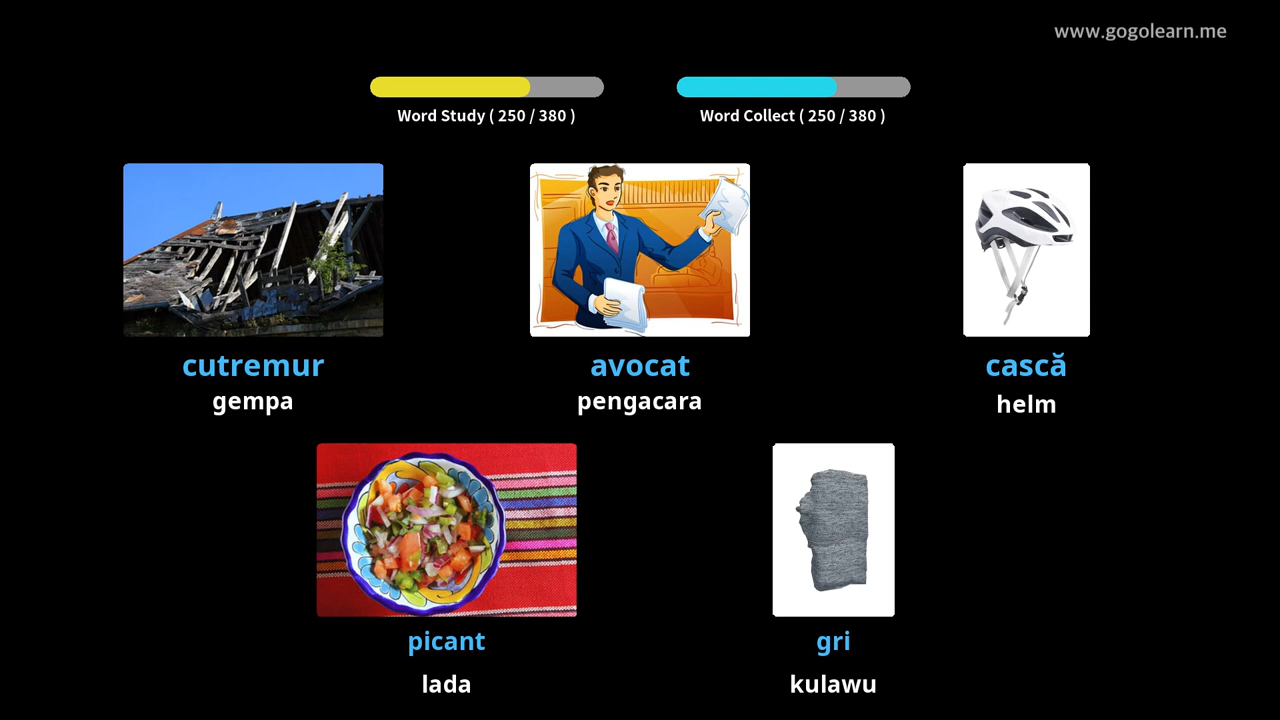 www.gogolearn.me
Word Study ( 250 / 380 )
Word Collect ( 250 / 380 )
cutremur
gempa
avocat
pengacara
cască
helm
picant
lada
gri
kulawu